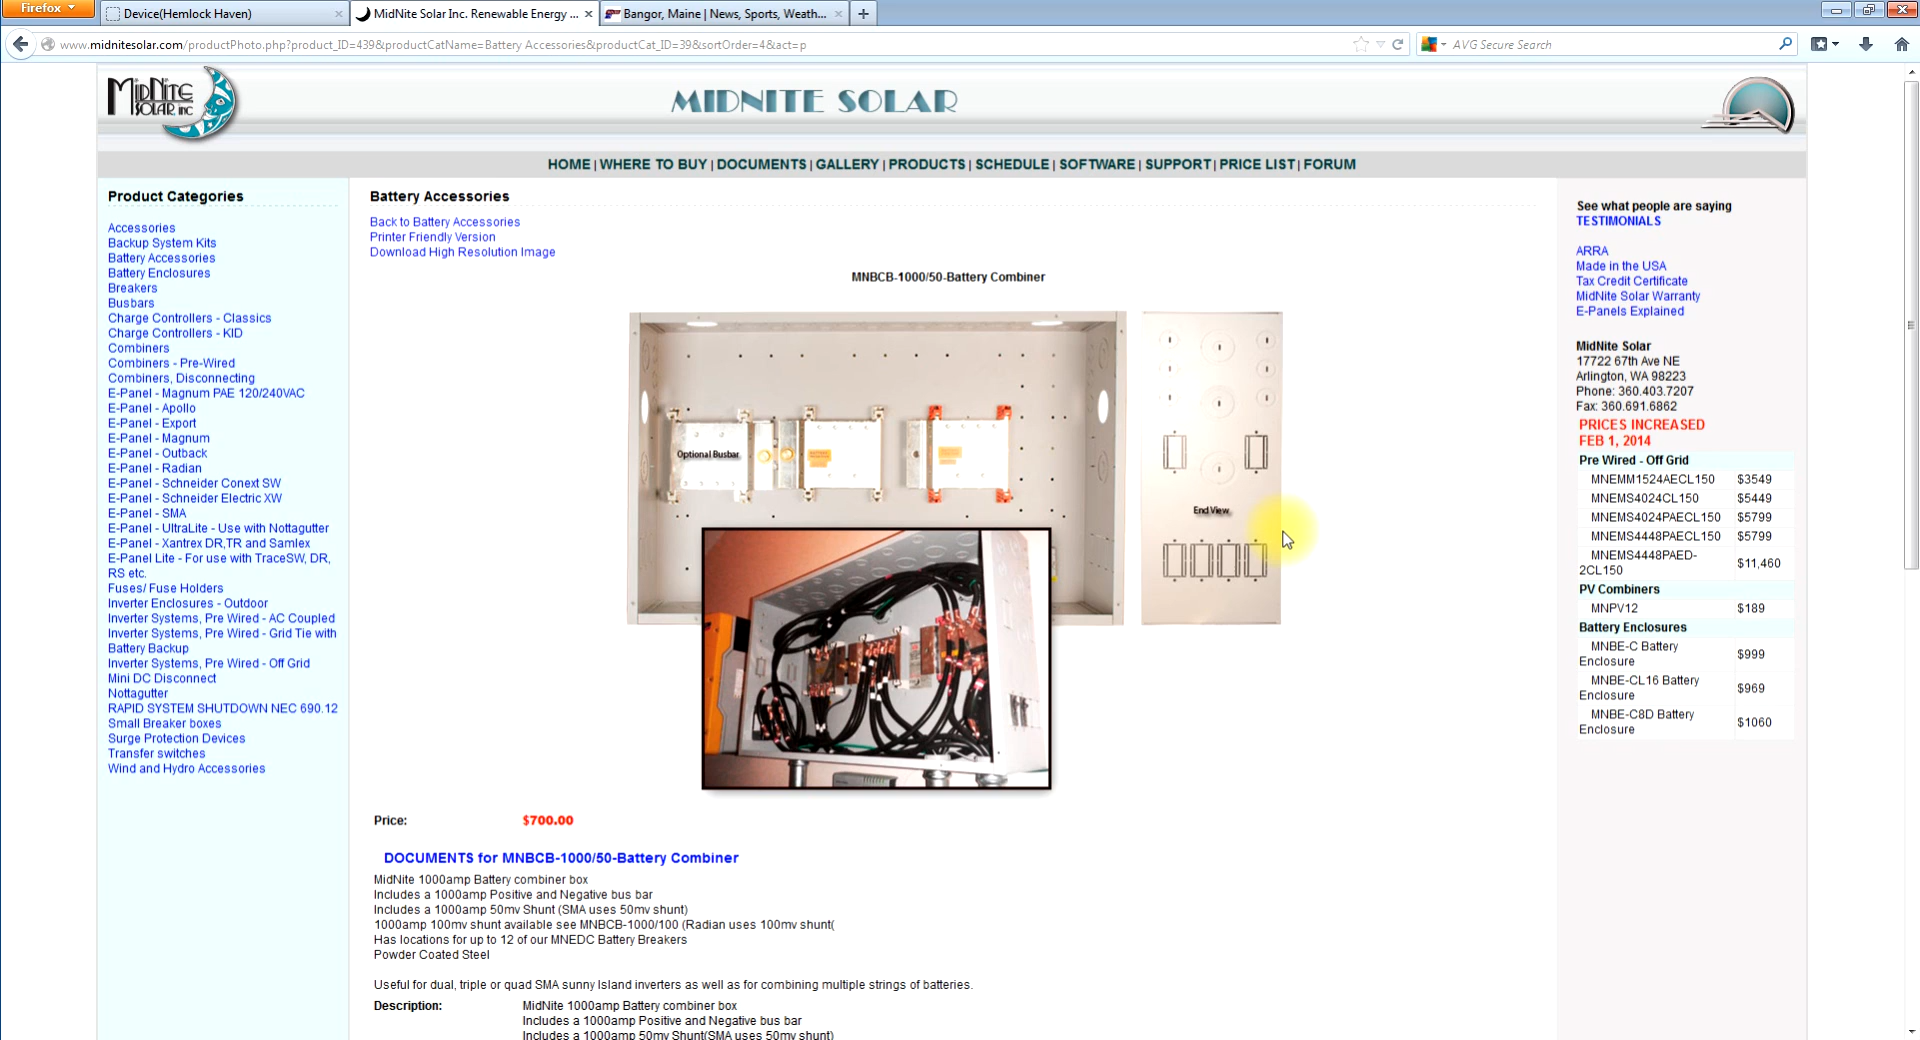 Firefox
Device(Hemlock Haven)
MidNite Solar Inc. Renewable Energy ...
Bangor, Maine | News, Sports, Weath...
www.midnitesolar.com/productPhoto.php?product_ID=439&productCatName=Battery Accessories&productCat_ID=39&sortOrder=4&act=p
AVG Secure Search
MIDNITE SOLAR, INC
MIDNITE SOLAR
HOME | WHERE TO BUY | DOCUMENTS | GALLERY | PRODUCTS | SCHEDULE | SOFTWARE | SUPPORT | PRICE LIST | FORUM
Product Categories
Accessories
Backup System Kits
Battery Accessories
Battery Enclosures
Breakers
Busbars
Charge Controllers - Classics
Charge Controllers - KID
Combiners
Combiners - Pre-Wired
Combiners, Disconnecting
E-Panel - Magnum PAE 120/240VAC
E-Panel - Apollo
E-Panel - Export
E-Panel - Magnum
E-Panel - Outback
E-Panel - Radian
E-Panel - Schneider Conext SW
E-Panel - Schneider Electric XW
E-Panel - SMA
E-Panel - UltraLite - Use with Nottagutter
E-Panel - Xantrex DR,TR and Samlex
E-Panel Lite - For use with TraceSW, DR,
RS etc.
Fuses/ Fuse Holders
Inverter Enclosures - Outdoor
Inverter Systems, Pre Wired - AC Coupled
Inverter Systems, Pre Wired - Grid Tie with
Battery Backup
Inverter Systems, Pre Wired - Off Grid
Mini DC Disconnect
Nottagutter
RAPID SYSTEM SHUTDOWN NEC 690.12
Small Breaker boxes
Surge Protection Devices
Transfer switches
Wind and Hydro Accessories
Battery Accessories
Back to Battery Accessories
Printer Friendly Version
Download High Resolution Image
MNBCB-1000/50-Battery Combiner
Optional Busbar
End View
Price: $700.00
DOCUMENTS for MNBCB-1000/50-Battery Combiner
MidNite 1000amp Battery combiner box
Includes a 1000amp Positive and Negative bus bar
Includes a 1000amp 50mv Shunt (SMA uses 50mv shunt)
1000amp 100mv shunt available see MNBCB-1000/100 (Radian uses 100mv shunt(
Has locations for up to 12 of our MNEDC Battery Breakers
Powder Coated Steel
Useful for dual, triple or quad SMA sunny Island inverters as well as for combining multiple strings of batteries.
Description: MidNite 1000amp Battery combiner box
Includes a 1000amp Positive and Negative bus bar
Includes a 1000amp 50mv Shunt(SMA uses 50mv shunt)
See what people are saying
TESTIMONIALS
ARRA
Made in the USA
Tax Credit Certificate
MidNite Solar Warranty
E-Panels Explained
MidNite Solar
17722 67th Ave NE
Arlington, WA 98223
Phone: 360.403.7207
Fax: 360.691.6862
PRICES INCREASED
FEB 1, 2014
Pre Wired - Off Grid
MNEMM1524AECL150 $3549
MNEMS4024CL150 $5449
MNEMS4024PAECL150 $5799
MNEMS4448PAECL150 $5799
MNEMS4448PAED-
2CL150 $11,460
PV Combiners
MNPV12 $189
Battery Enclosures
MNBE-C Battery
Enclosure $999
MNBE-CL16 Battery
Enclosure $969
MNBE-C8D Battery
Enclosure $1060